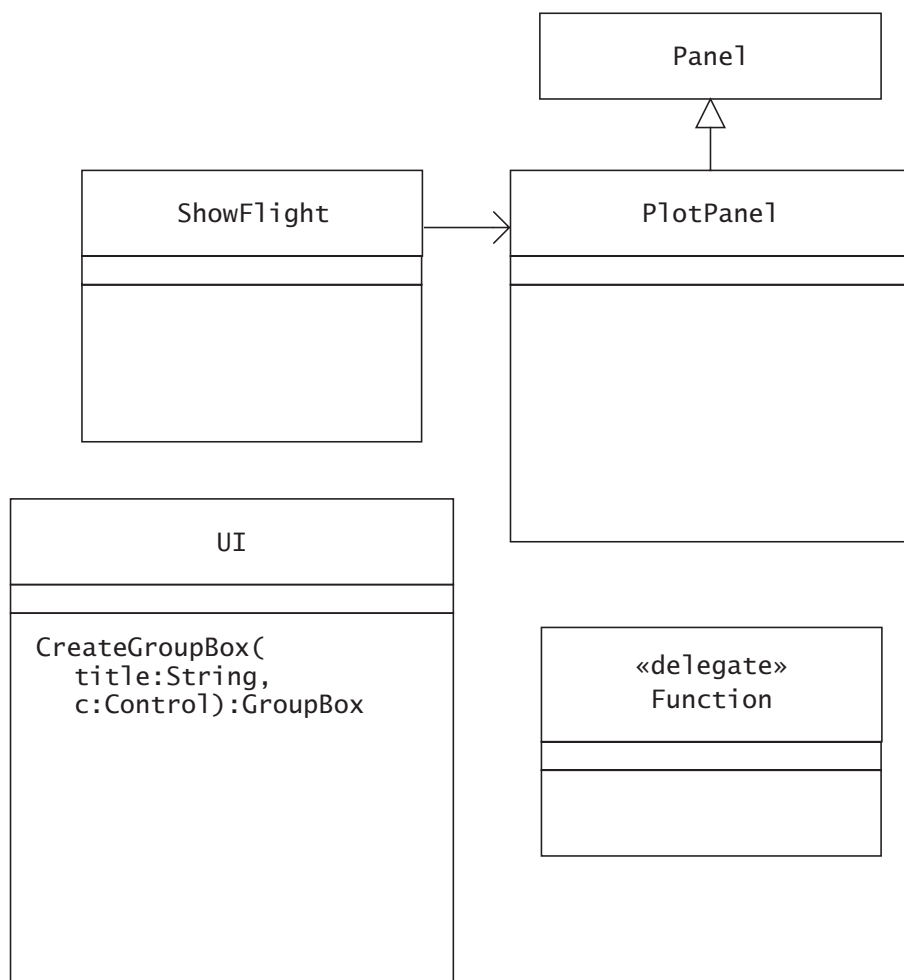 Panel
ShowFlight
PlotPanel
UI
CreateGroupBox(
title:String,
c:Control):GroupBox
«delegate»
Function